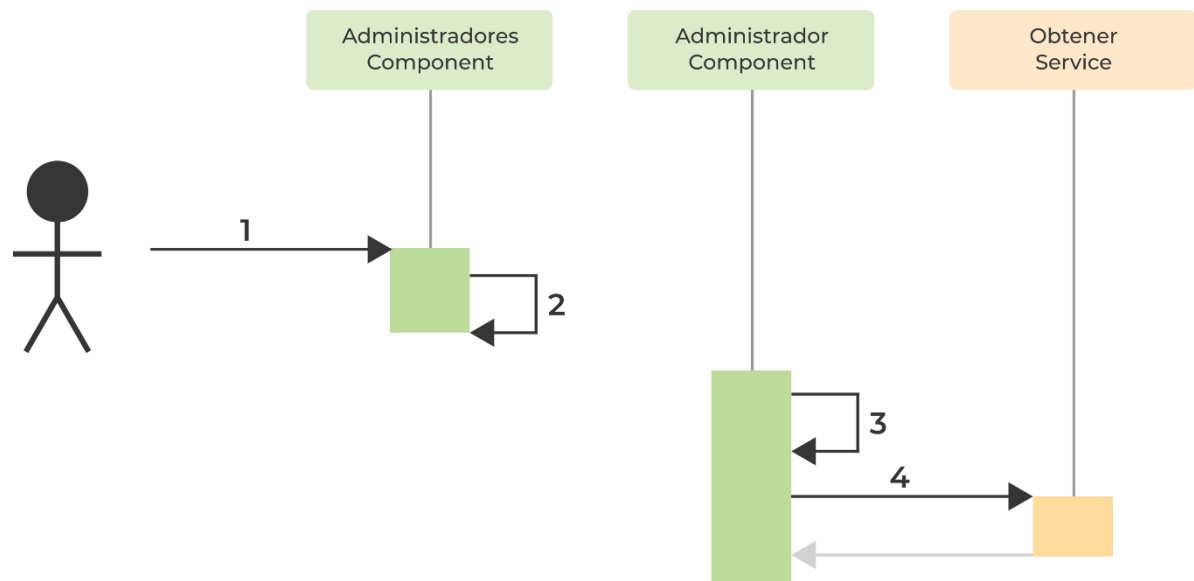 Administradores
Component
Administrador
Component
Obtener
Service
1
2
3
4